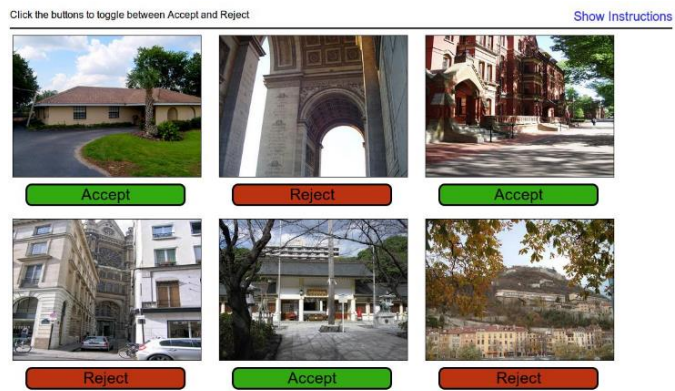 Click the buttons to toggle between Accept and Reject
Show Instructions
Accept
Reject
Accept
Reject
Accept
Reject